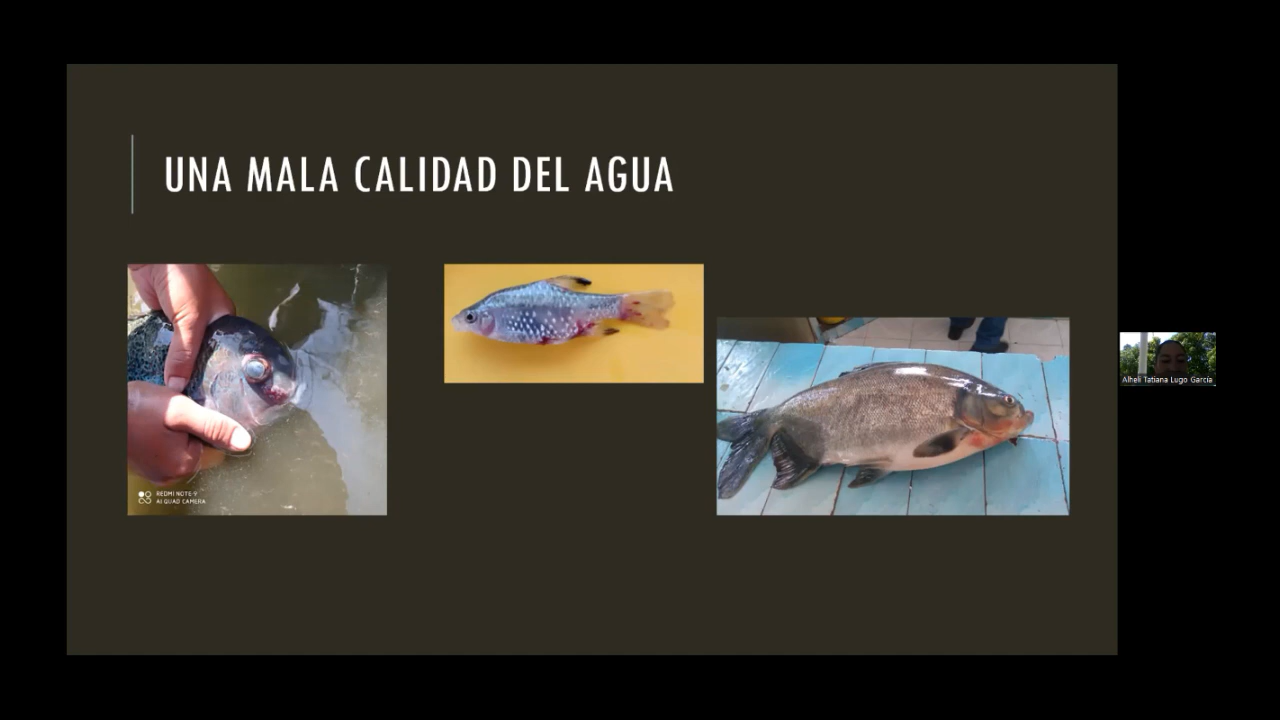 UNA MALA CALIDAD DEL AGUA
REDMI NOTE 9
AI QUAD CAMERA
Alheli Tatiana Lugo García